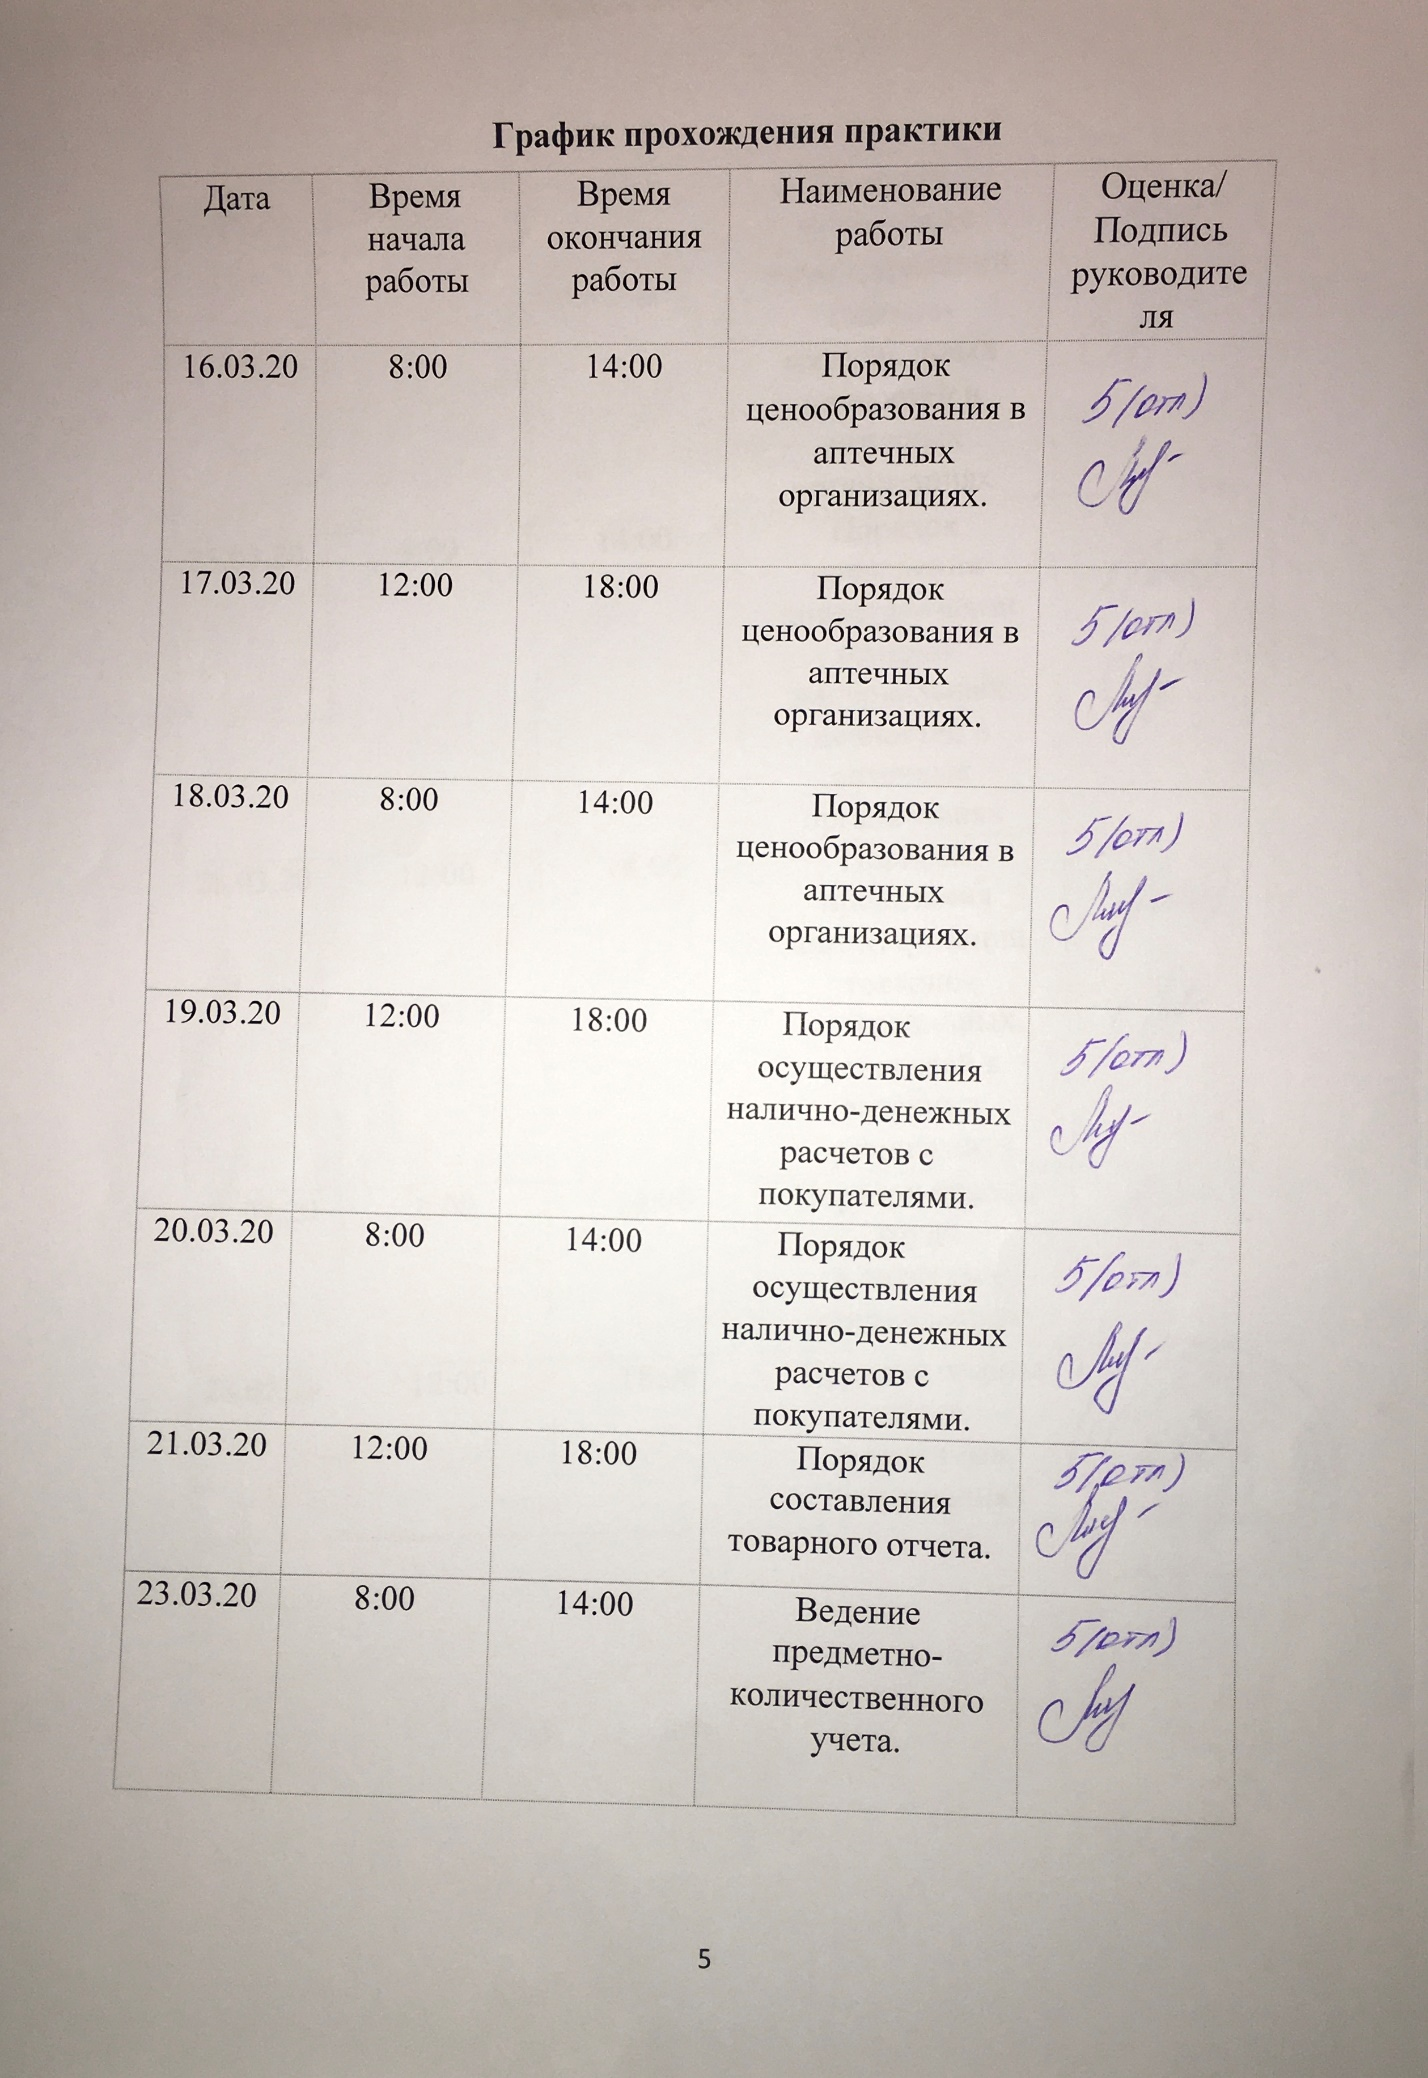 График прохождения практики
Дата
Время
начала
работы
Время
окончания
работы
Наименование
работы
Оценка/
Подпись
руководите
ля
16.03.20
8:00
14:00
Порядок
ценообразования в
аптечных
организациях.
5(отл)
17.03.20
12:00
18:00
Порядок
ценообразования в
аптечных
организациях.
5(отл)
18.03.20
8:00
14:00
Порядок
ценообразования в
аптечных
организациях.
5(отл)
19.03.20
12:00
18:00
Порядок
осуществления
налично-денежных
расчетов с
покупателями.
5(отл)
20.03.20
8:00
14:00
Порядок
осуществления
налично-денежных
расчетов с
покупателями.
5(отл)
21.03.20
12:00
18:00
Порядок
составления
товарного отчета.
5(отл)
23.03.20
8:00
14:00
Ведение
предметно-
количественного
учета.
5(отл)
5